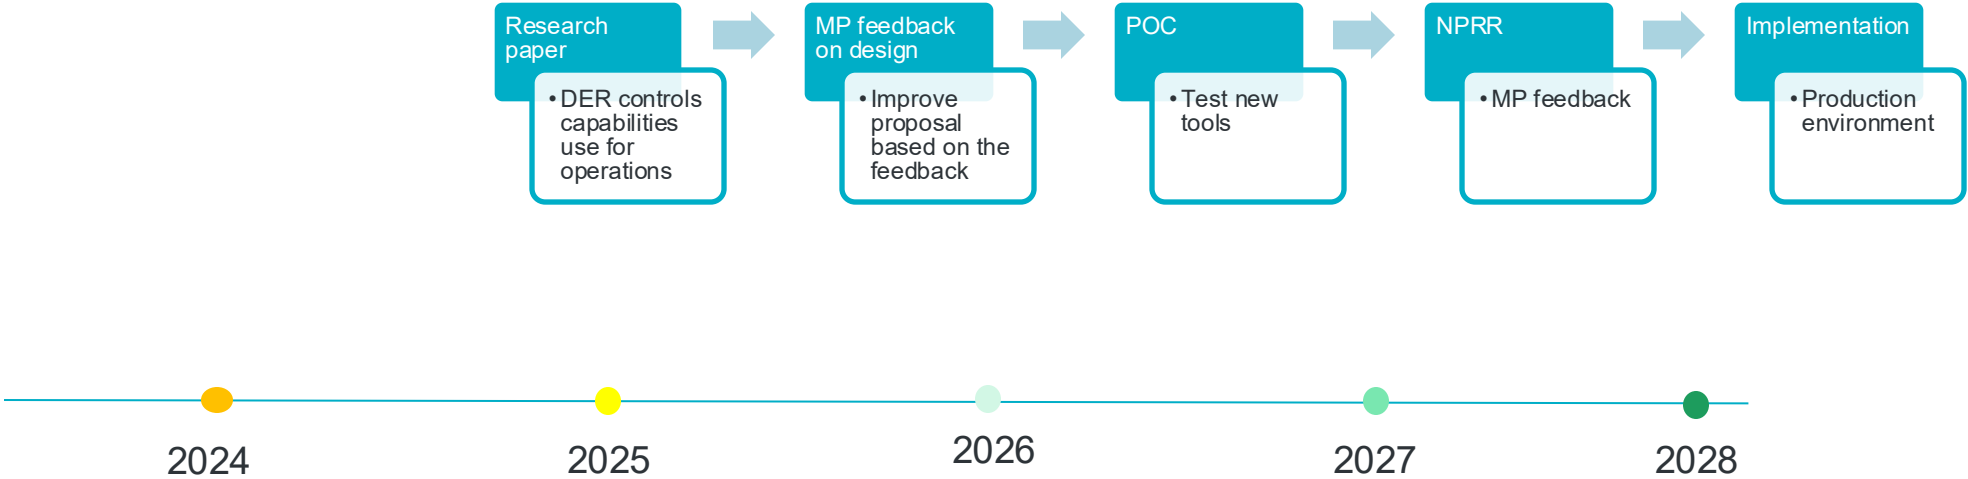 Research
paper
• DER controls
capabilities
use for
operations
MP feedback
on design
• Improve
proposal
based on the
feedback
POC
• Test new
tools
NPRR
• MP feedback
Implementation
• Production
environment
2024
2025
2026
2027
2028